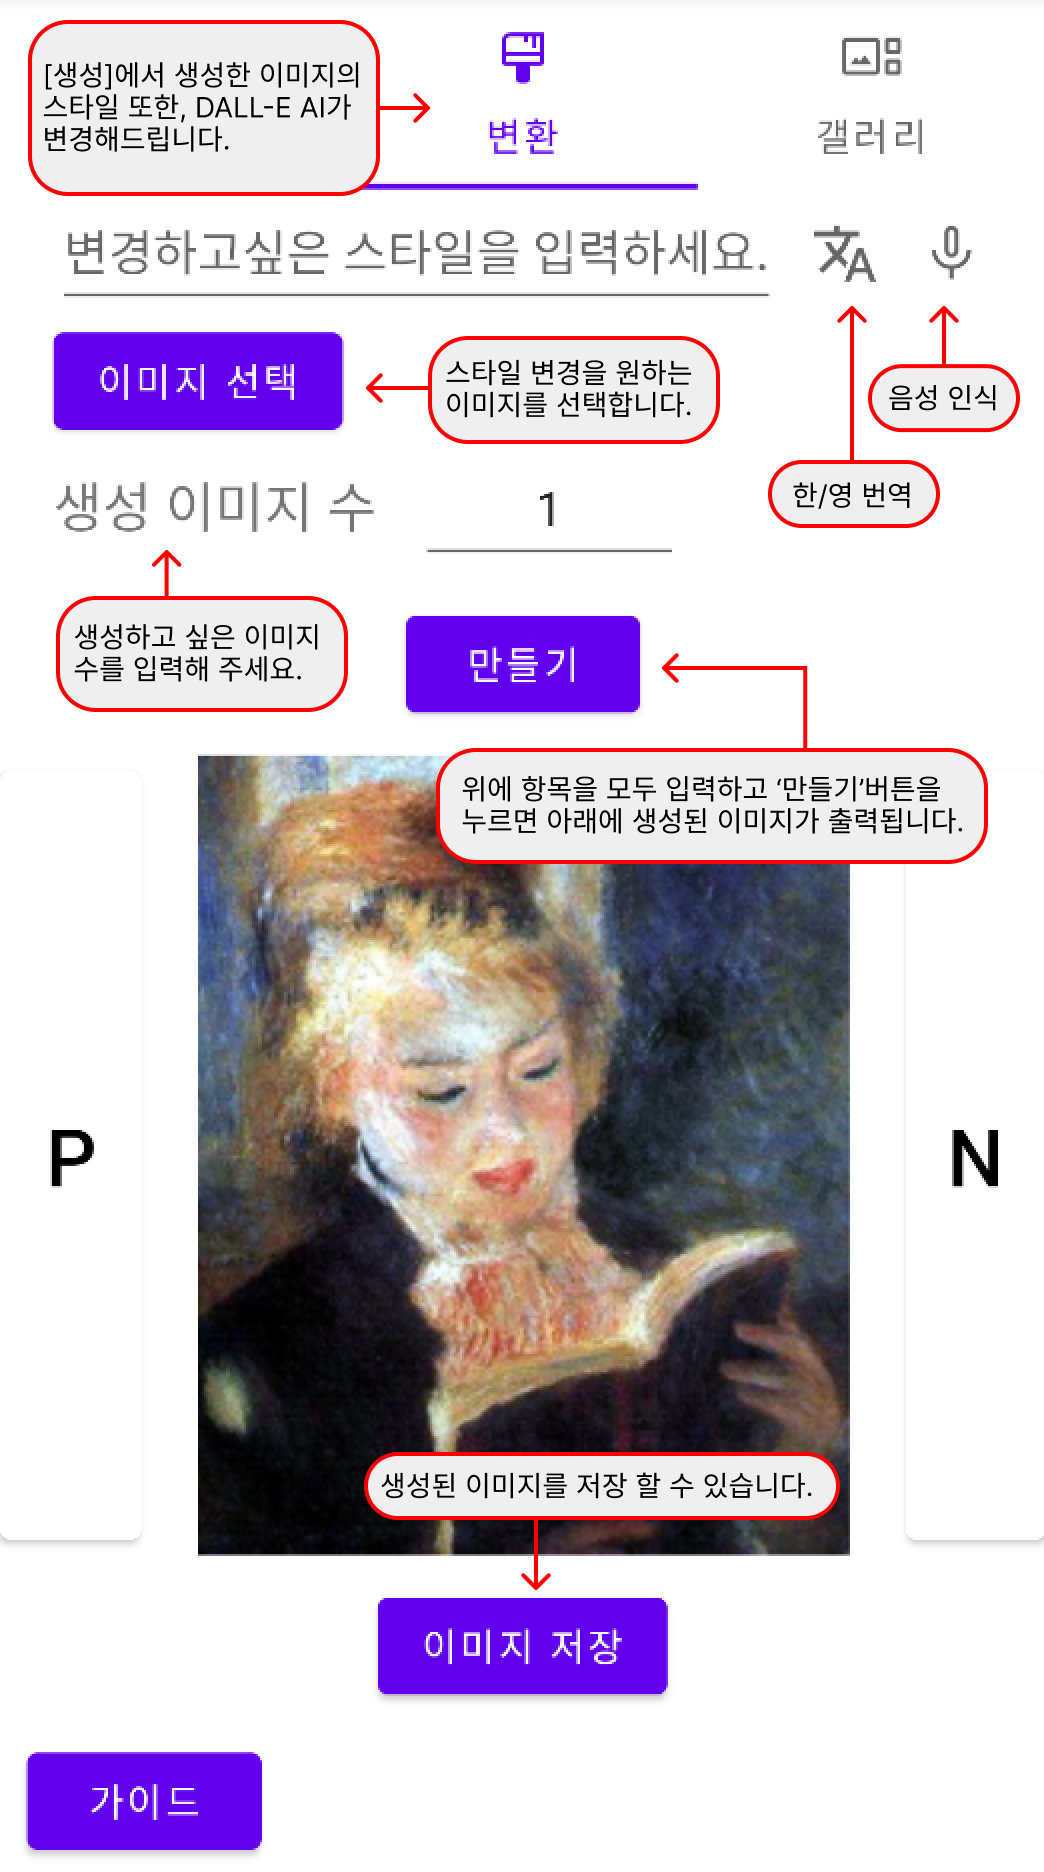 [생성]에서 생성한 이미지의
스타일 또한, DALL-E AI가
변경해드립니다.
변환
갤러리
변경하고싶은 스타일을 입력하세요.
이미지 선택
스타일 변경을 원하는
이미지를 선택합니다.
음성 인식
한/영 번역
생성 이미지 수
1
생성하고 싶은 이미지
수를 입력해 주세요.
만들기
위에 항목을 모두 입력하고 ‘만들기’버튼을
누르면 아래에 생성된 이미지가 출력됩니다.
P
N
생성된 이미지를 저장 할 수 있습니다.
이미지 저장
가이드